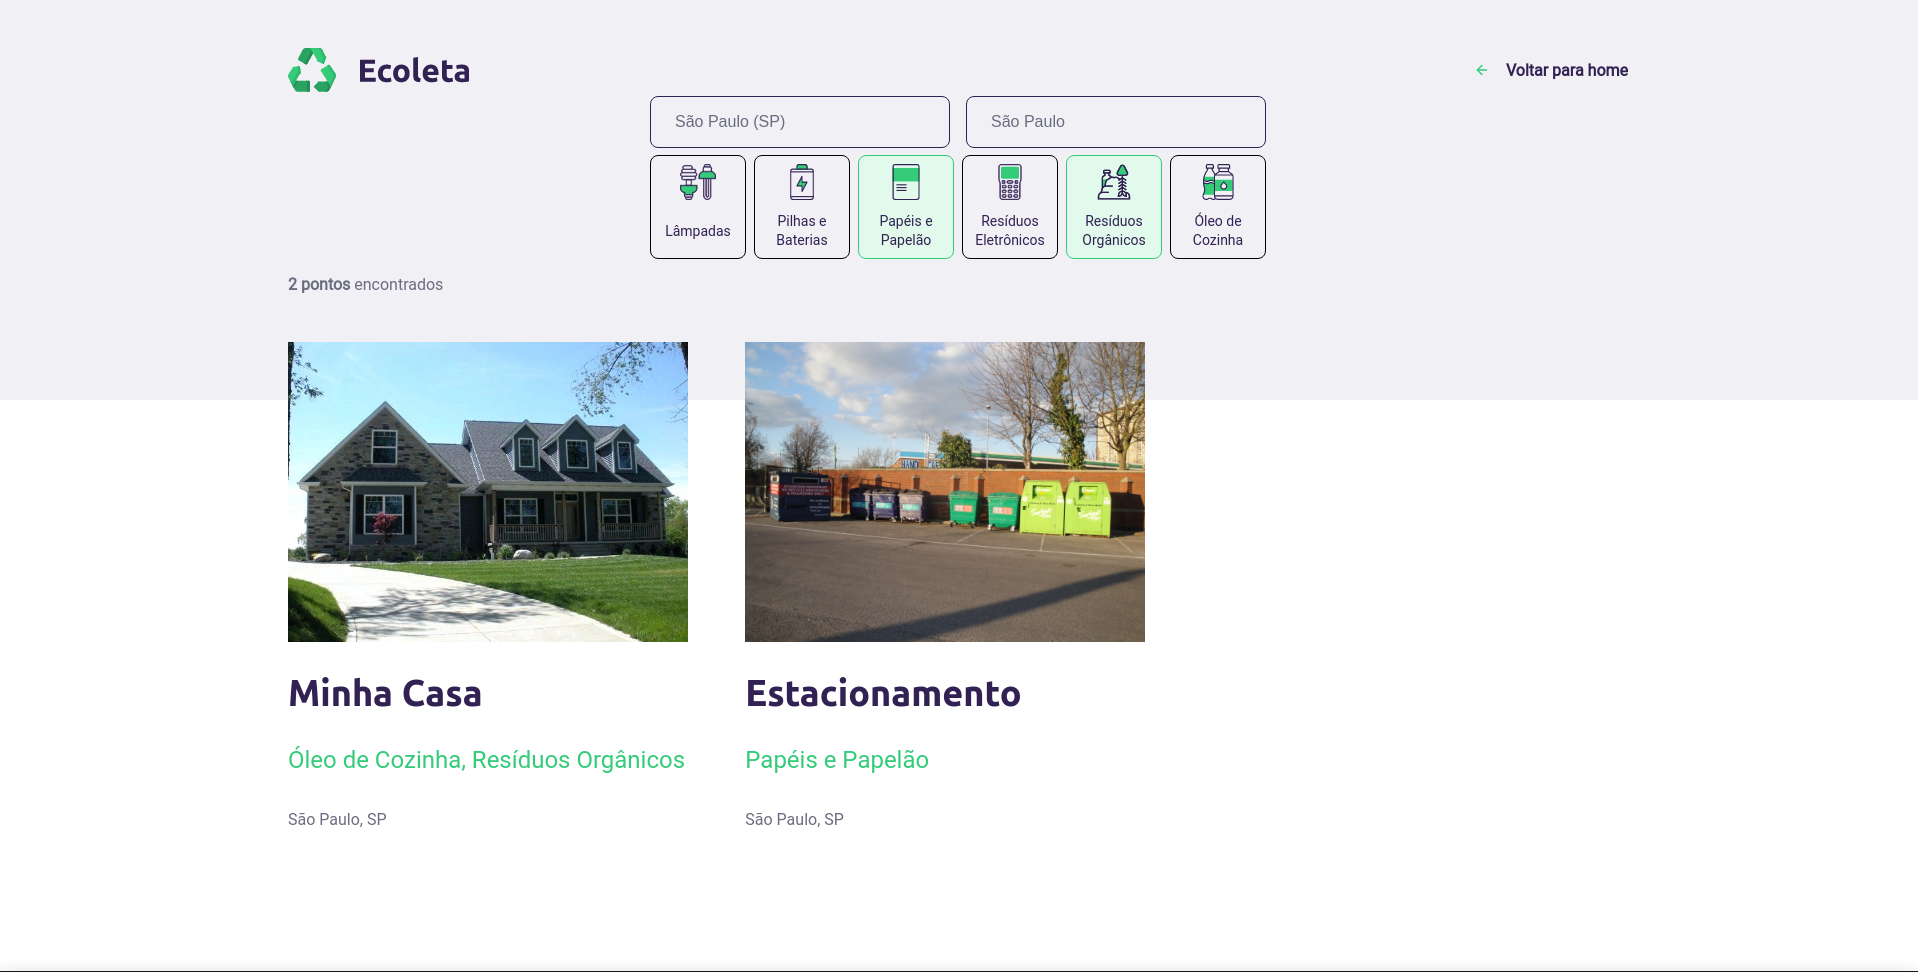 Ecoleta
Voltar para home
São Paulo (SP)
São Paulo
Lâmpadas
Pilhas e
Baterias
Papéis e
Papelão
Resíduos
Eletrônicos
Resíduos
Orgânicos
Óleo de
Cozinha
2 pontos encontrados
Minha Casa
Óleo de Cozinha, Resíduos Orgânicos
São Paulo, SP
Estacionamento
Papéis e Papelão
São Paulo, SP